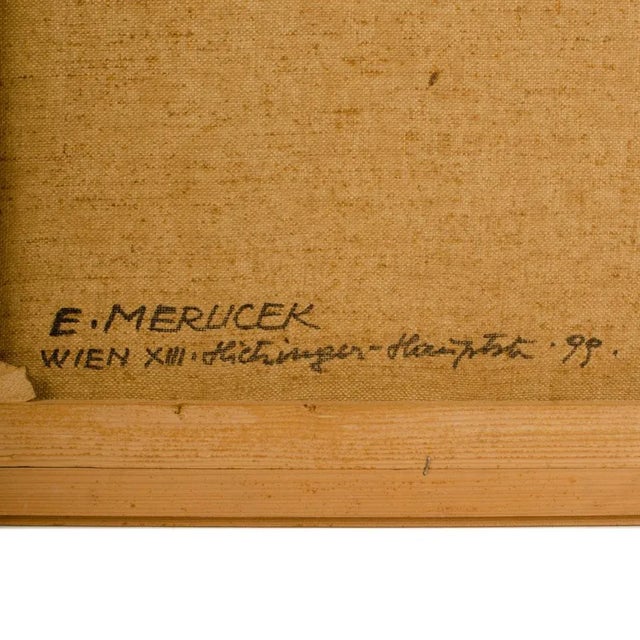 E. MERUCEK
WIEN XIII. Hietzinger-Hauptstr. 99.